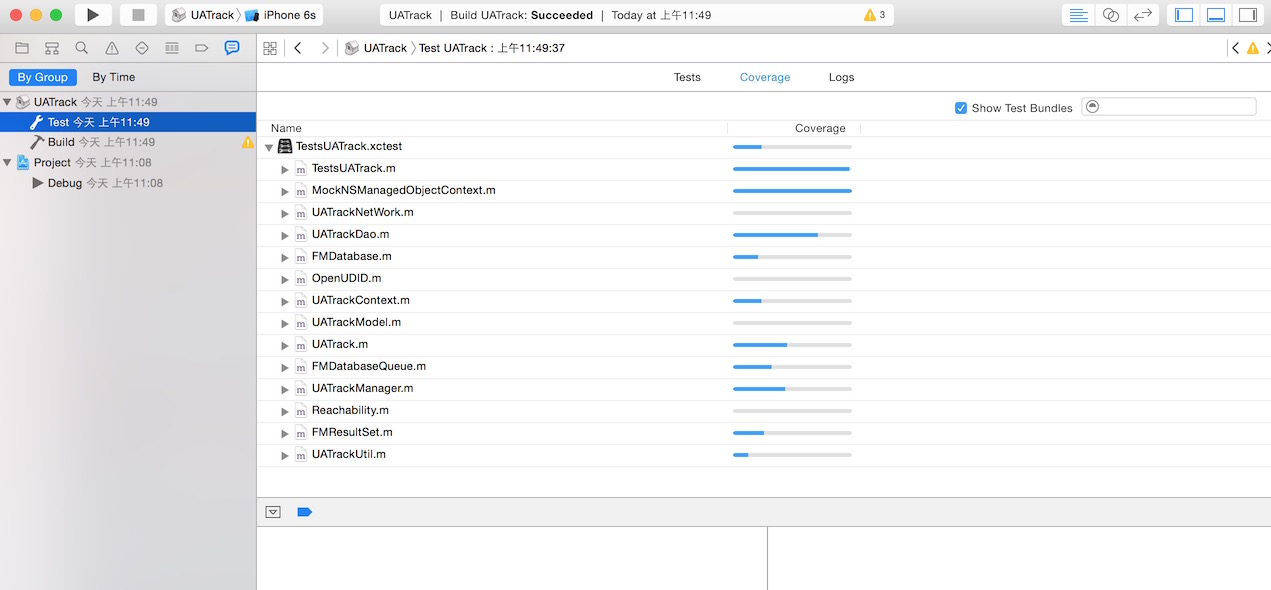 UATrack iPhone 6s UATrack | Build UATrack: Succeeded | Today at 上午11:49 3
UATrack Test UATrack : 上午11:49:37
By Group By Time
Tests Coverage Logs
UATrack 今天 上午11:49
Test 今天 上午11:49
Build 今天 上午11:49
Project 今天 上午11:08
Debug 今天 上午11:08
Show Test Bundles
Name Coverage
TestsUATrack.xctest
m TestsUATrack.m
m MockNSManagedObjectContext.m
m UATrackNetWork.m
m UATrackDao.m
m FMDatabase.m
m OpenUDID.m
m UATrackContext.m
m UATrackModel.m
m UATrack.m
m FMDatabaseQueue.m
m UATrackManager.m
m Reachability.m
m FMResultSet.m
m UATrackUtil.m